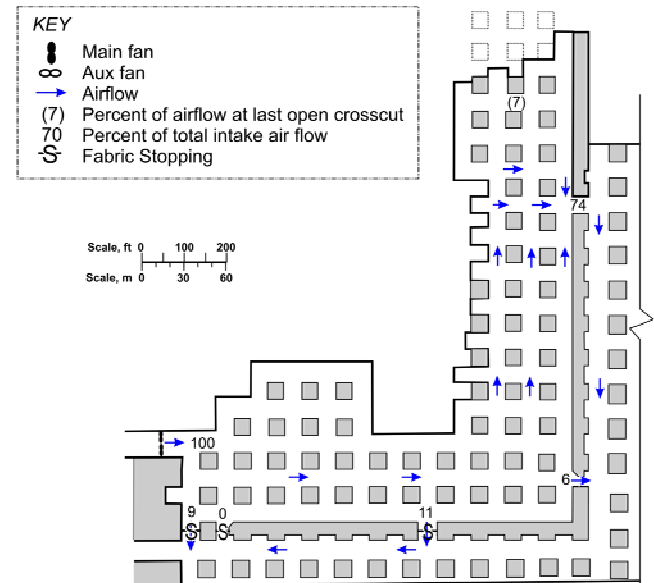 KEY
Main fan
Aux fan
Airflow
(7) Percent of airflow at last open crosscut
70 Percent of total intake air flow
S Fabric Stopping
(7)
74
Scale, ft 0 100 200
Scale, m 0 30 60
100
6
9 0 11
S S S